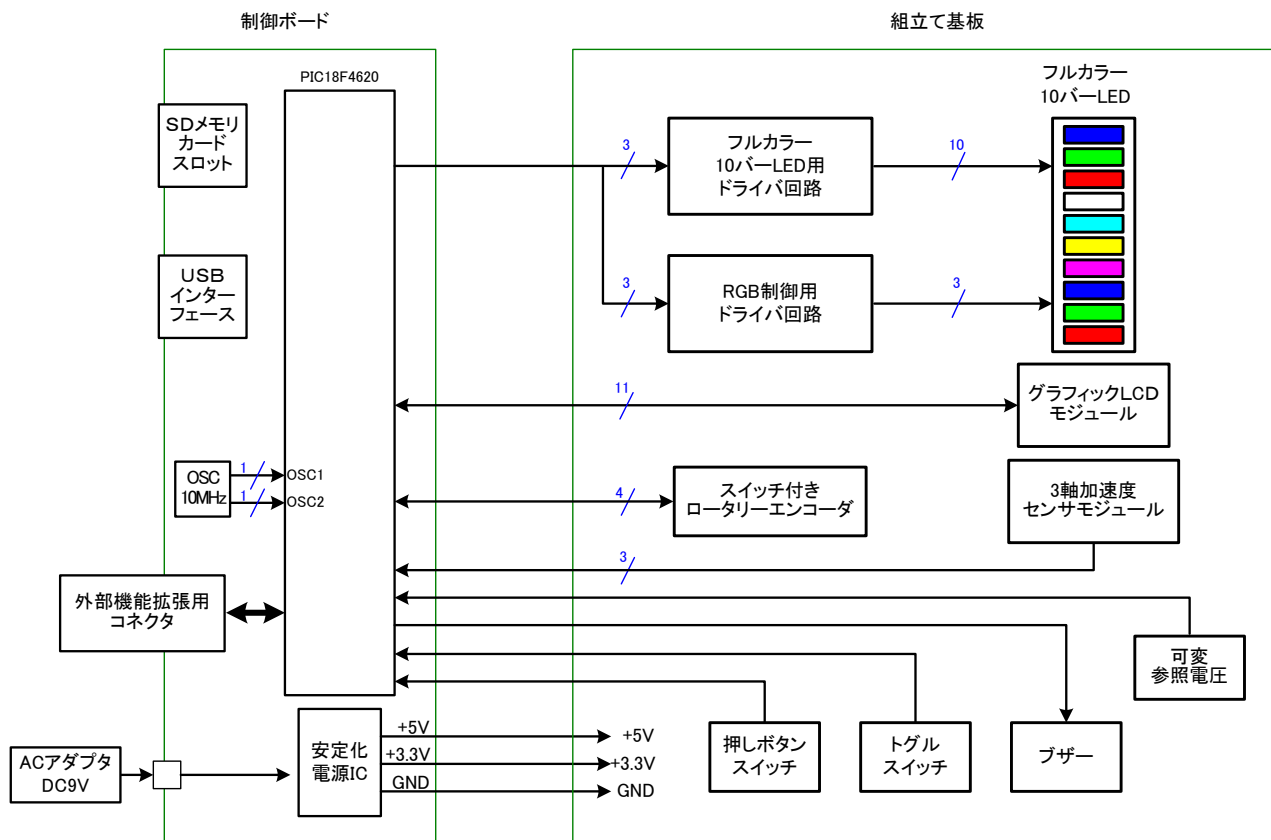 制御ボード
組立て基板
PIC18F4620
フルカラー
10バーLED
SDメモリ
カード
スロット
3
フルカラー
10バーLED用
ドライバ回路
10
USB
インター
フェース
3
RGB制御用
ドライバ回路
3
11
グラフィックLCD
モジュール
OSC
10MHz
1
1
OSC1
OSC2
4
スイッチ付き
ロータリーエンコーダ
3軸加速度
センサモジュール
3
外部機能拡張用
コネクタ
可変
参照電圧
ACアダプタ
DC9V
安定化
電源IC
+5V
+3.3V
GND
+5V
+3.3V
GND
押しボタン
スイッチ
トグル
スイッチ
ブザー